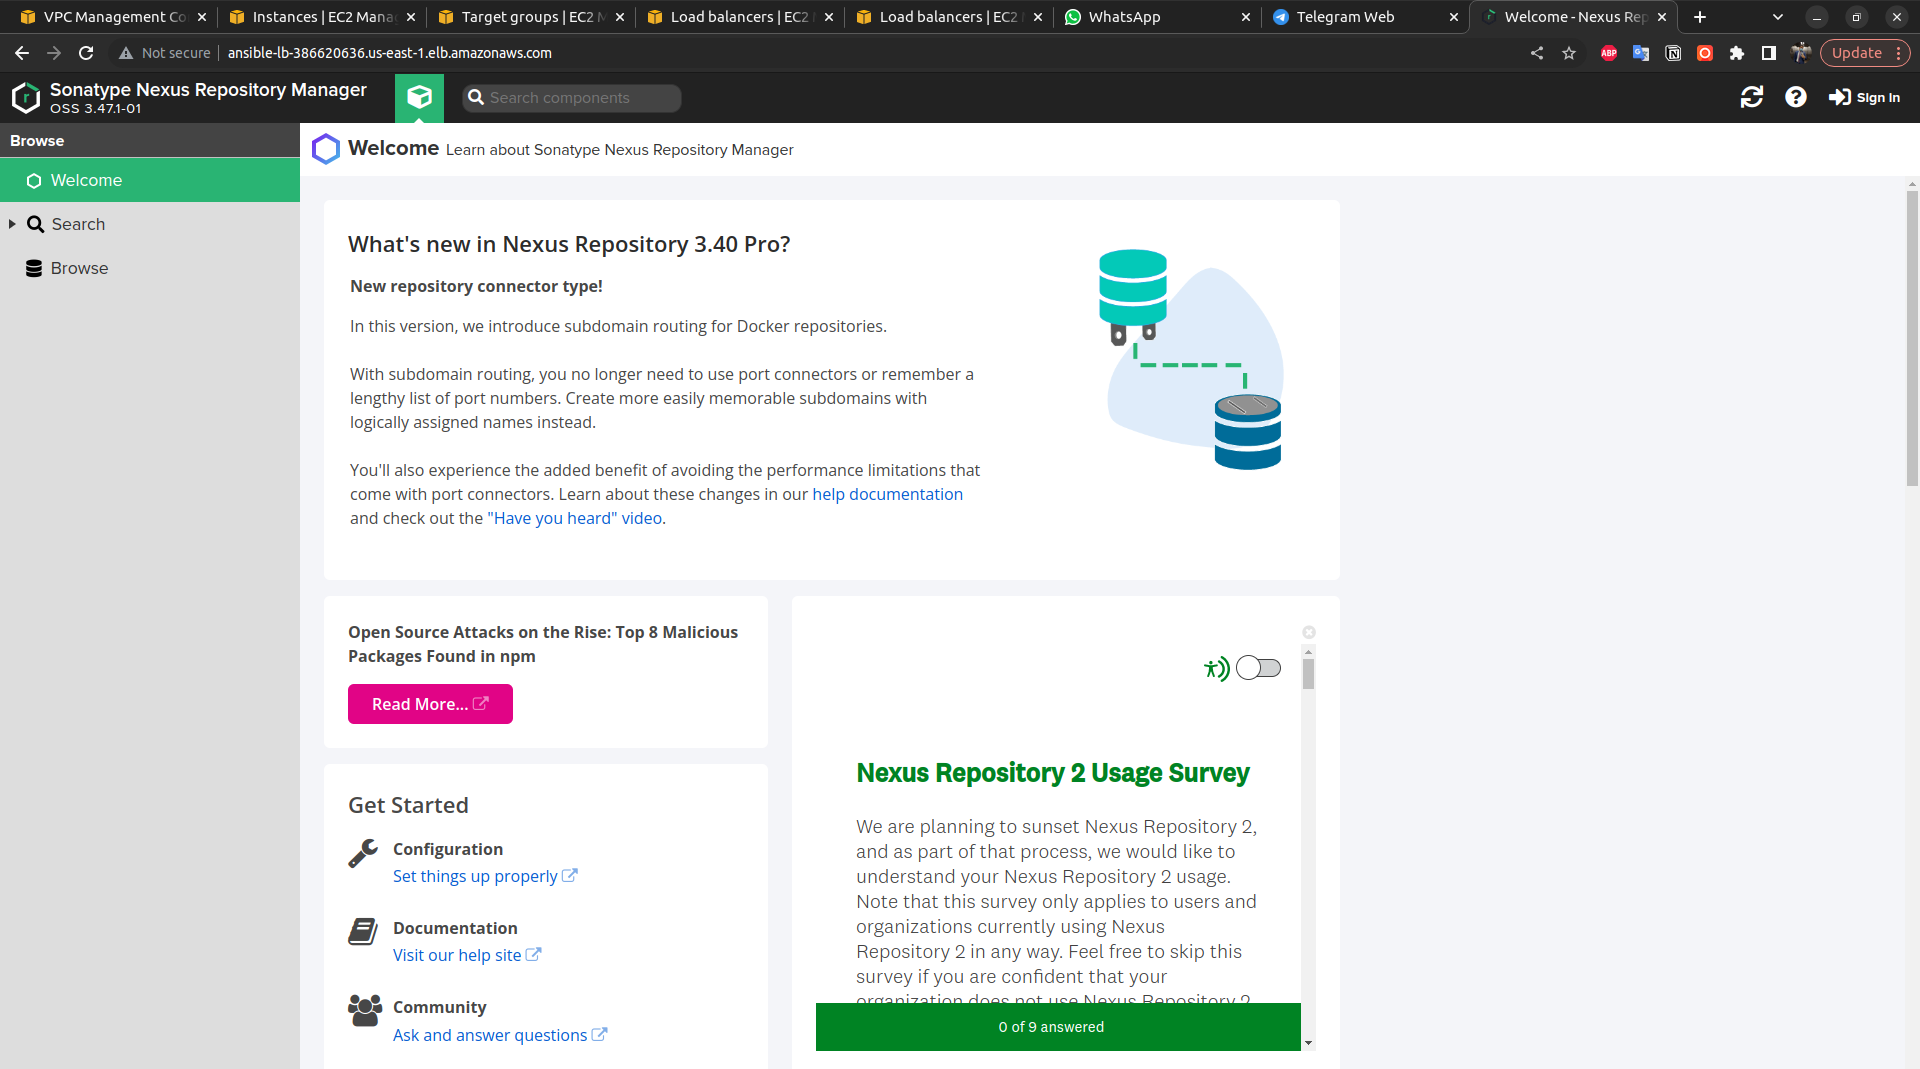 VPC Management Co
Instances | EC2 Mana
Target groups | EC2 M
Load balancers | EC2
Load balancers | EC2
WhatsApp
Telegram Web
Welcome - Nexus Rep
Not secure
ansible-lb-386620636.us-east-1.elb.amazonaws.com
ABP
Update
Sonatype Nexus Repository Manager
OSS 3.47.1-01
Search components
Sign In
Browse
Welcome
Search
Browse
Welcome Learn about Sonatype Nexus Repository Manager
What's new in Nexus Repository 3.40 Pro?
New repository connector type!
In this version, we introduce subdomain routing for Docker repositories.
With subdomain routing, you no longer need to use port connectors or remember a
lengthy list of port numbers. Create more easily memorable subdomains with
logically assigned names instead.
You'll also experience the added benefit of avoiding the performance limitations that
come with port connectors. Learn about these changes in our help documentation
and check out the "Have you heard" video.
Open Source Attacks on the Rise: Top 8 Malicious
Packages Found in npm
Read More...
Get Started
Configuration
Set things up properly
Documentation
Visit our help site
Community
Ask and answer questions
Nexus Repository 2 Usage Survey
We are planning to sunset Nexus Repository 2,
and as part of that process, we would like to
understand your Nexus Repository 2 usage.
Note that this survey only applies to users and
organizations currently using Nexus
Repository 2 in any way. Feel free to skip this
survey if you are confident that your
organization does not use Nexus Repository 2
0 of 9 answered